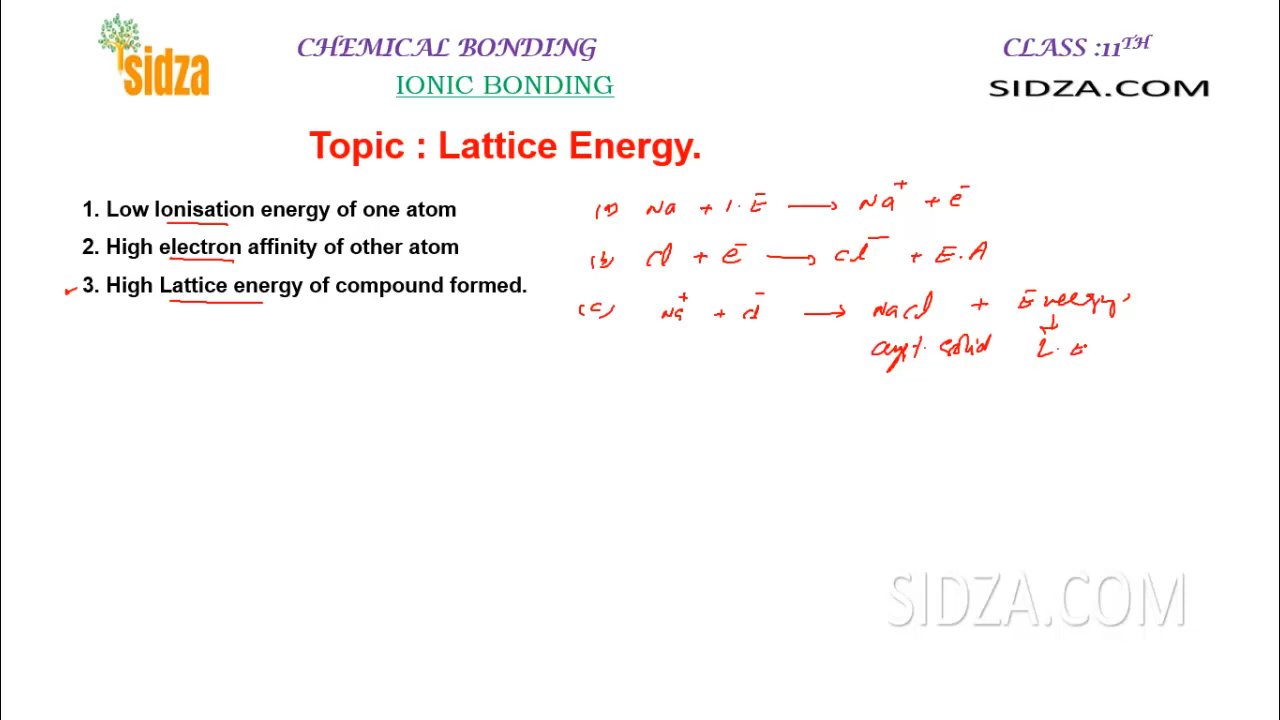 sidza
CHEMICAL BONDING
CLASS :11TH
IONIC BONDING
SIDZA.COM
Topic : Lattice Energy.
1. Low Ionisation energy of one atom
2. High electron affinity of other atom
3. High Lattice energy of compound formed.
Na + I.E → Na⁺ + e⁻
(b) Cl + e⁻ → Cl⁻ + E.A
(c) Na⁺ + Cl⁻ → NaCl + Energy
solid L.E
SIDZA.COM